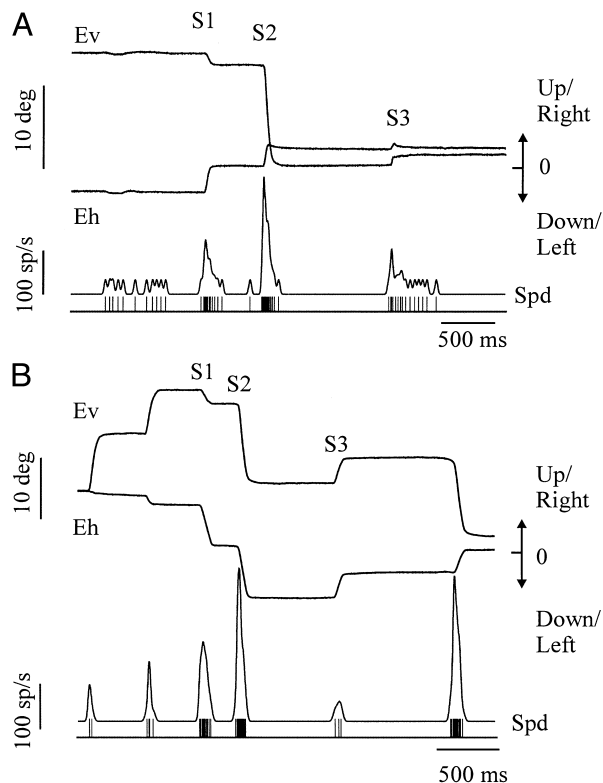 A
S1
S2
Ev
S3
10 deg
Up/
Right
0
Eh
Down/
Left
100 sp/s
Spd
500 ms
B
S1
S2
Ev
S3
10 deg
Up/
Right
Eh
0
Down/
Left
100 sp/s
Spd
500 ms